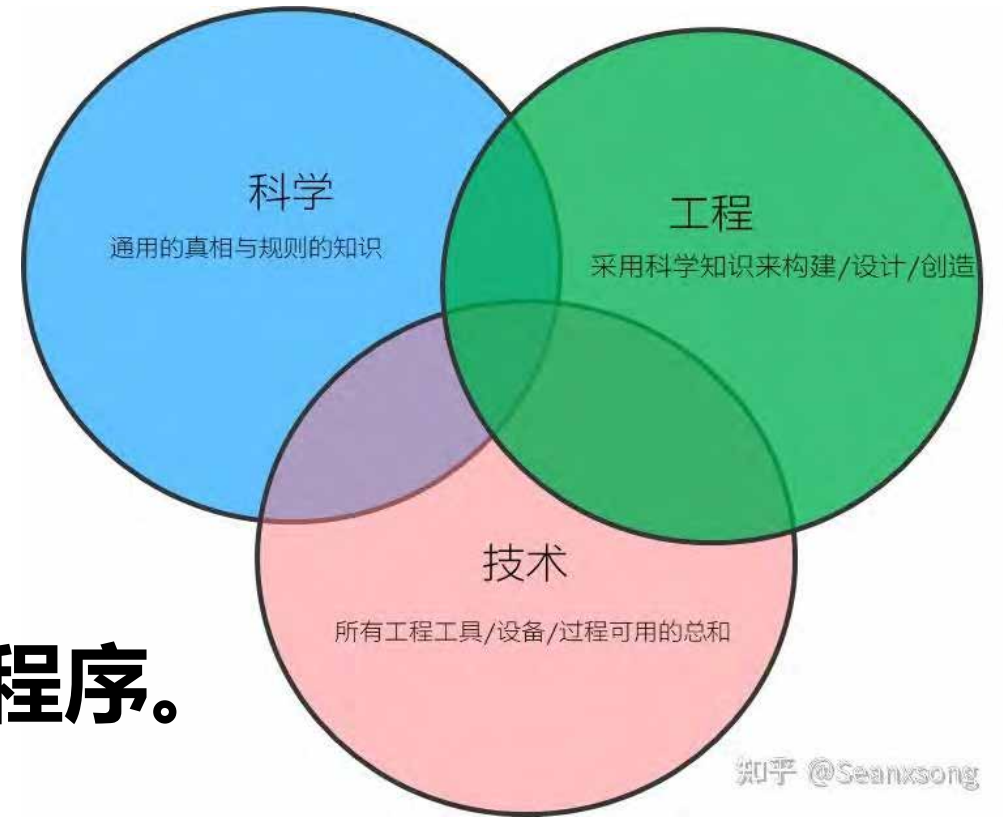 科学
通用的真相与规则的知识
工程
采用科学知识来构建/设计/创造
技术
所有工程工具/设备/过程可用的总和
程序。
知乎 @Seanxsong